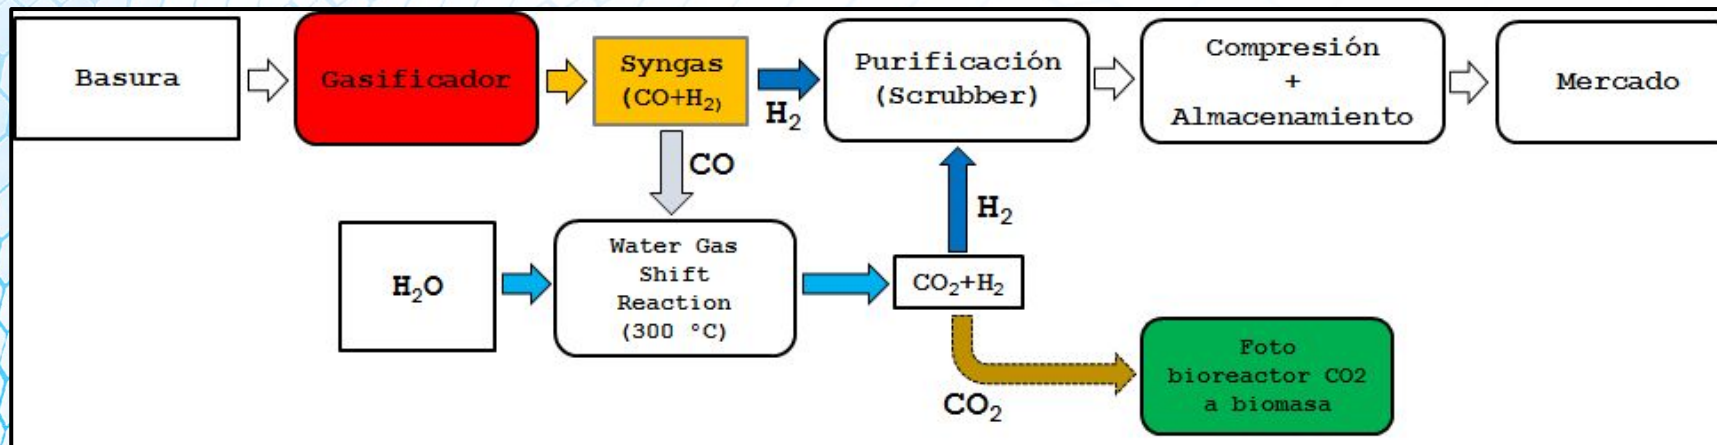 Basura
Gasificador
Syngas
(CO+H₂)
H₂
Purificación
(Scrubber)
Compresión
+
Almacenamiento
Mercado
CO
H₂O
Water Gas
Shift
Reaction
(300 °C)
CO₂+H₂
H₂
CO₂
Foto
bioreactor CO2
a biomasa